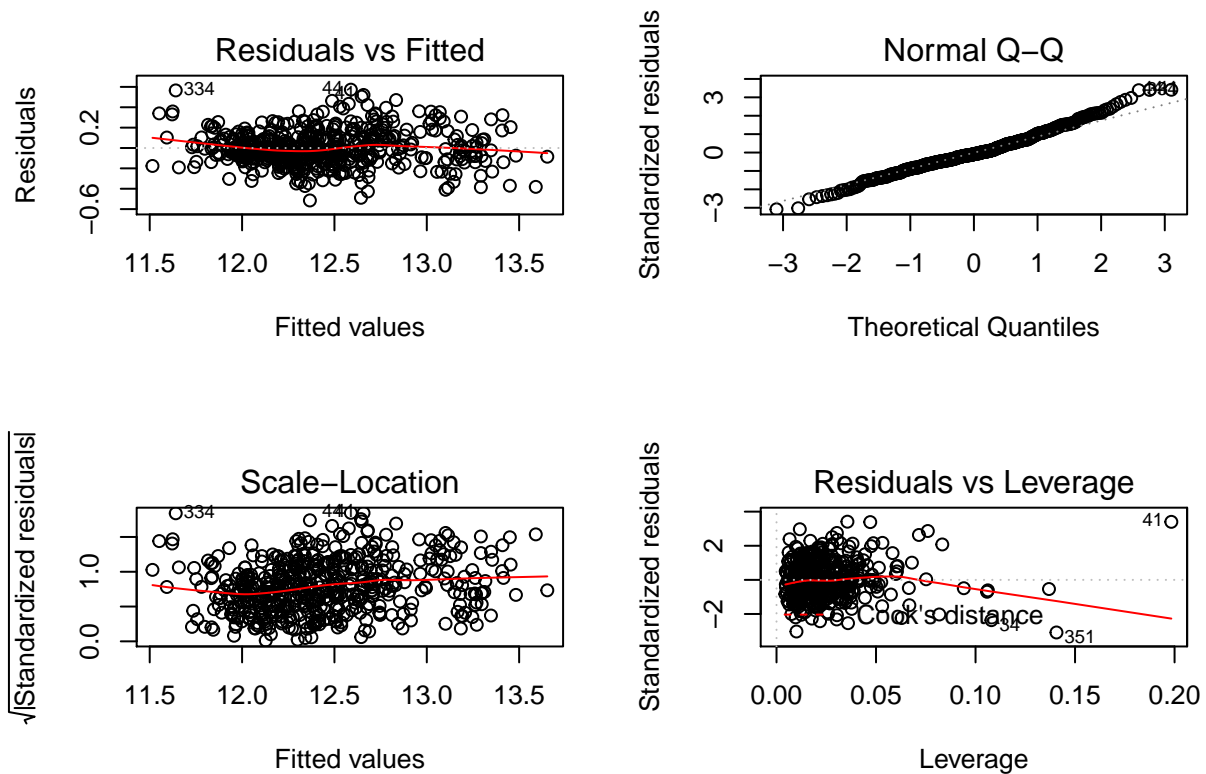 Residuals vs Fitted
Residuals
0.2
−0.6
334
11.5 12.0 12.5 13.0 13.5
Fitted values
Normal Q−Q
Standardized residuals
3
0
−3
−3 −2 −1 0 1 2 3
Theoretical Quantiles
Scale−Location
√|Standardized residuals|
1.0
0.0
334
11.5 12.0 12.5 13.0 13.5
Fitted values
Residuals vs Leverage
Standardized residuals
2
−2
41
Cook's distance
34
351
0.00 0.05 0.10 0.15 0.20
Leverage